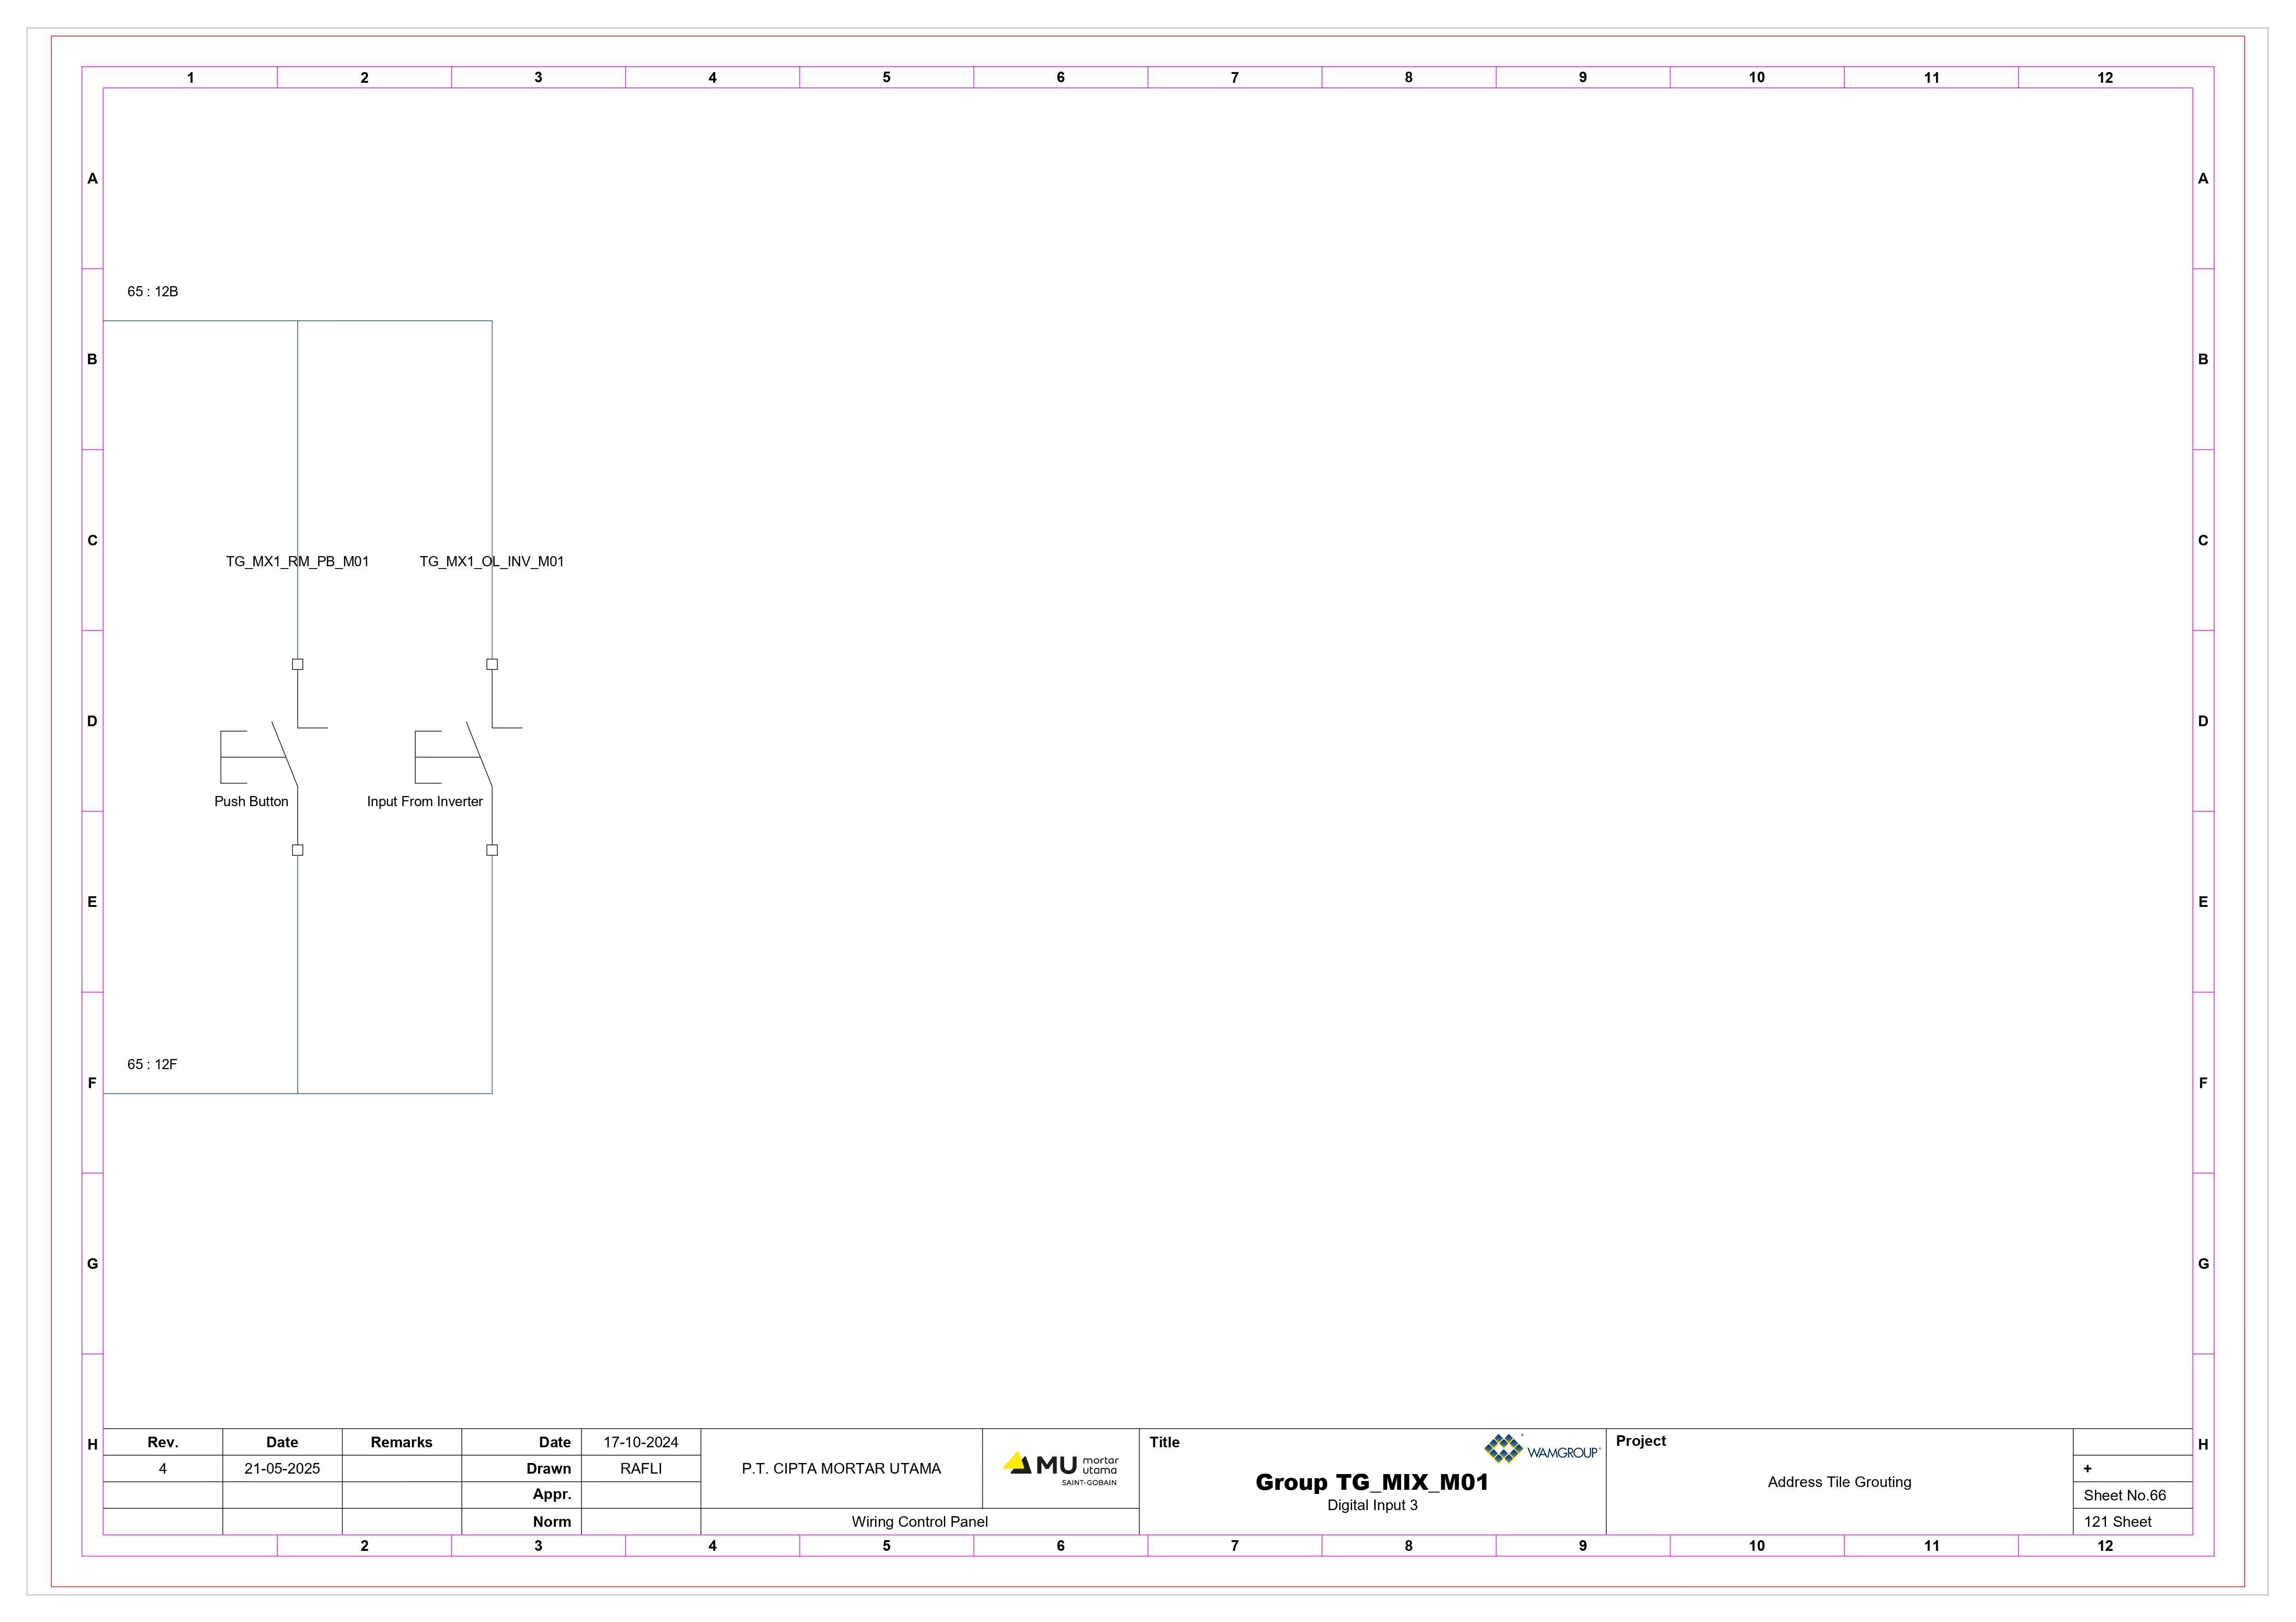 1 2 3 4 5 6 7 8 9 10 11 12
A A
65 : 12B
B B
C C
TG_MX1_RM_PB_M01 TG_MX1_OL_INV_M01
D D
Push Button Input From Inverter
E E
65 : 12F
F F
G G
H H
Rev. Date Remarks Date 17-10-2024
4 21-05-2025 Drawn RAFLI
Appr.
Norm
P.T. CIPTA MORTAR UTAMA
MU mortar
utama
SAINT-GOBAIN
Wiring Control Panel
Title
WAMGROUP®
Group TG_MIX_M01
Digital Input 3
Project
Address Tile Grouting
+
Sheet No.66
121 Sheet
2 3 4 5 6 7 8 9 10 11 12